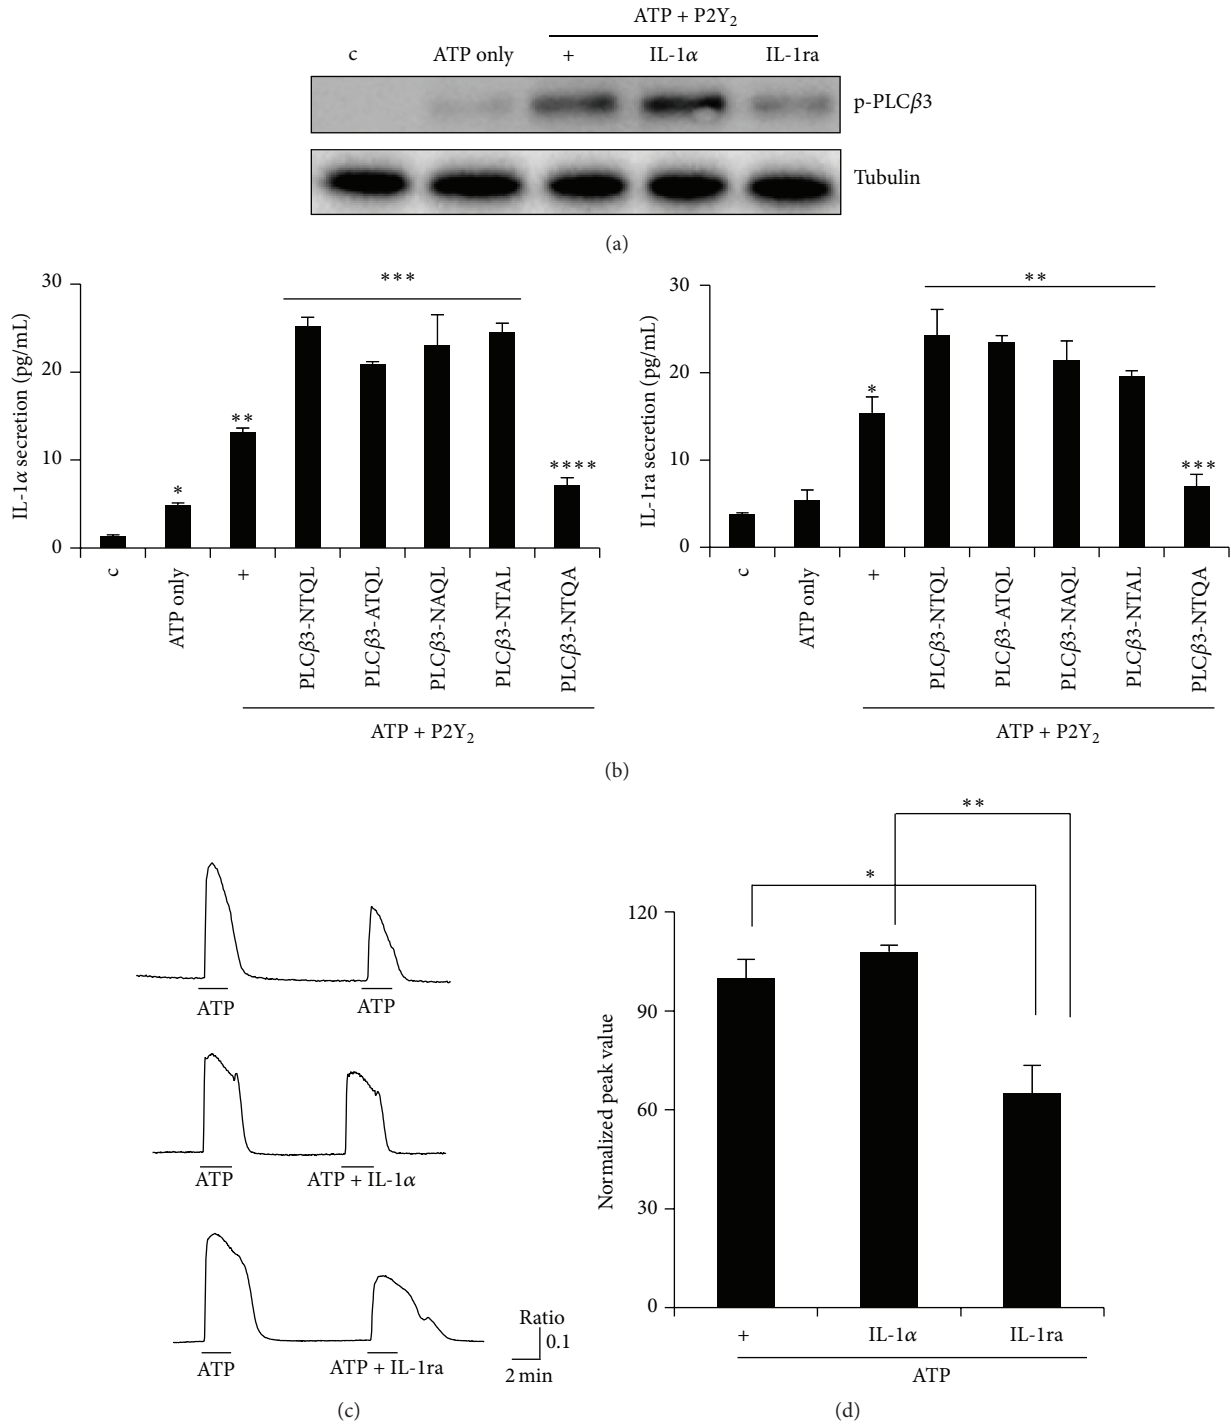 ATP + P2Y₂
c ATP only + IL-1α IL-1ra
p-PLCβ3
Tubulin
(a)
IL-1α secretion (pg/mL)
30
20
10
0
***
**
*
****
c
ATP only
+
PLCβ3-NTQL
PLCβ3-ATQL
PLCβ3-NAQL
PLCβ3-NTAL
PLCβ3-NTQA
ATP + P2Y₂
IL-1ra secretion (pg/mL)
30
20
10
0
**
*
***
c
ATP only
+
PLCβ3-NTQL
PLCβ3-ATQL
PLCβ3-NAQL
PLCβ3-NTAL
PLCβ3-NTQA
ATP + P2Y₂
(b)
ATP ATP
ATP ATP + IL-1α
ATP ATP + IL-1ra
Ratio
0.1
2 min
(c)
**
*
Normalized peak value
120
90
60
30
0
+ IL-1α IL-1ra
ATP
(d)